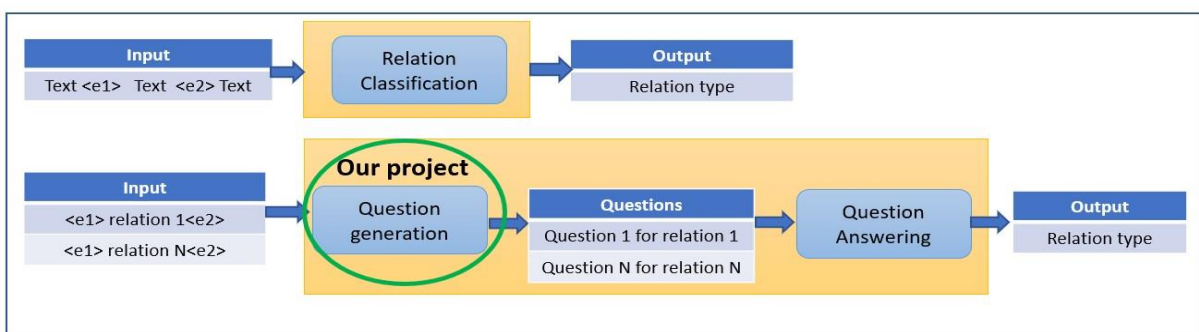 Input
Text <e1> Text <e2> Text
Relation
Classification
Output
Relation type
Our project
Input
<e1> relation 1<e2>
<e1> relation N<e2>
Question
generation
Questions
Question 1 for relation 1
Question N for relation N
Question
Answering
Output
Relation type